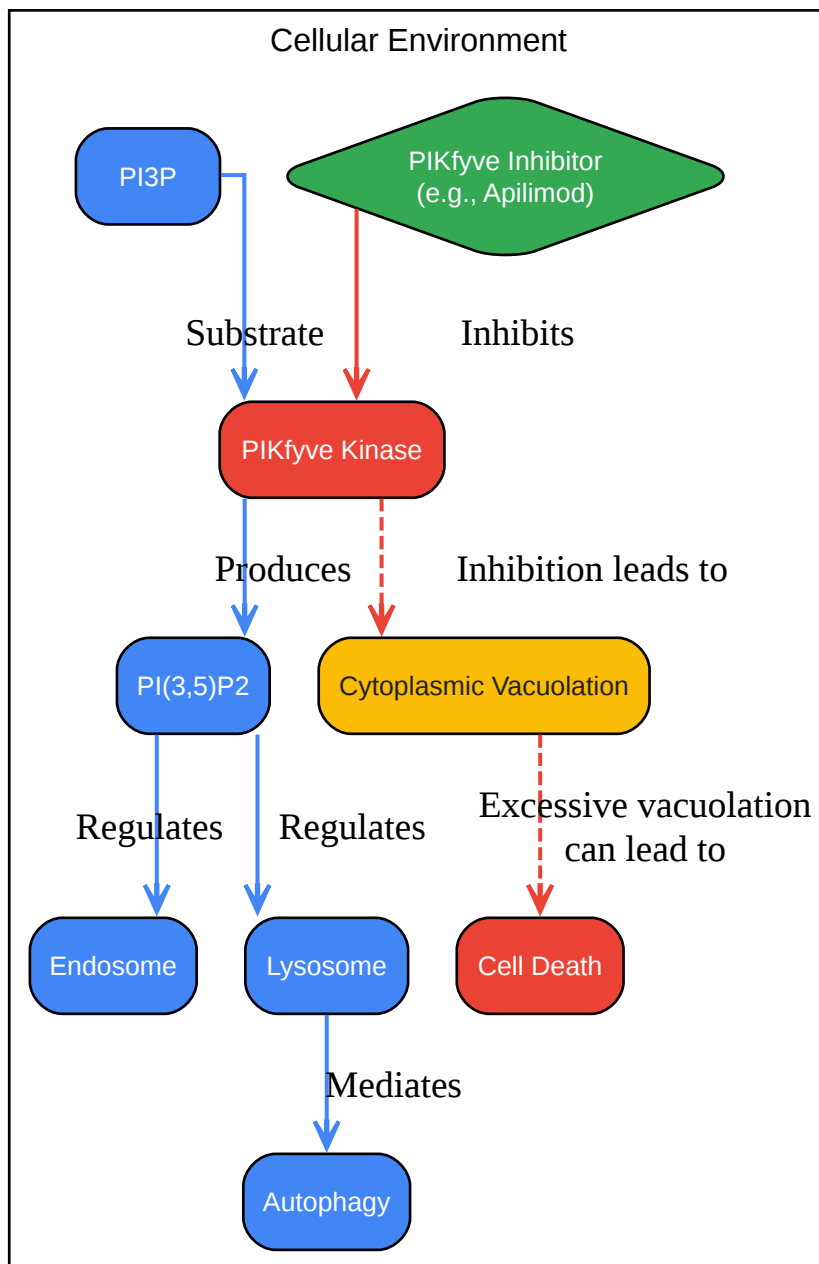 Cellular Environment
PI3P
PIKfyve Inhibitor
(e.g., Apilimod)
Substrate
Inhibits
PIKfyve Kinase
Produces
Inhibition leads to
PI(3,5)P2
Cytoplasmic Vacuolation
Regulates
Regulates
Excessive vacuolation
can lead to
Endosome
Lysosome
Cell Death
Mediates
Autophagy